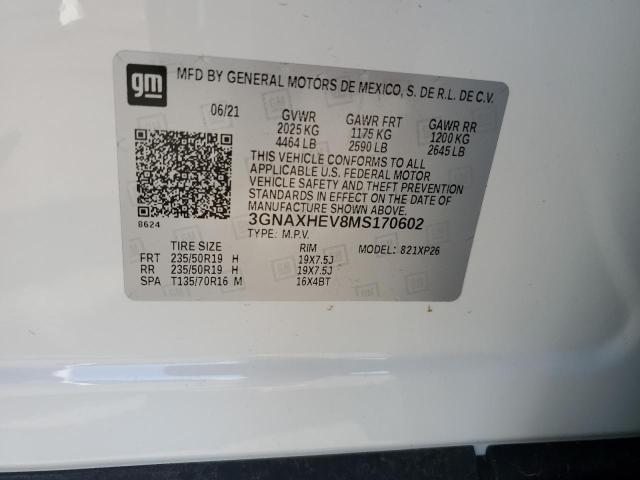 gm MFD BY GENERAL MOTORS DE MEXICO, S. DE R.L. DE C.V.
06/21 GVWR GAWR FRT GAWR RR
2025 KG 1175 KG 1200 KG
4464 LB 2590 LB 2645 LB
THIS VEHICLE CONFORMS TO ALL
APPLICABLE U.S. FEDERAL MOTOR
VEHICLE SAFETY AND THEFT PREVENTION
STANDARDS IN EFFECT ON THE DATE OF
MANUFACTURE SHOWN ABOVE.
8624 3GNAXHEV8MS170602
TYPE: M.P.V. MODEL: 821XP26
TIRE SIZE RIM
FRT 235/50R19 H 19X7.5J
RR 235/50R19 H 19X7.5J
SPA T135/70R16 M 16X4BT